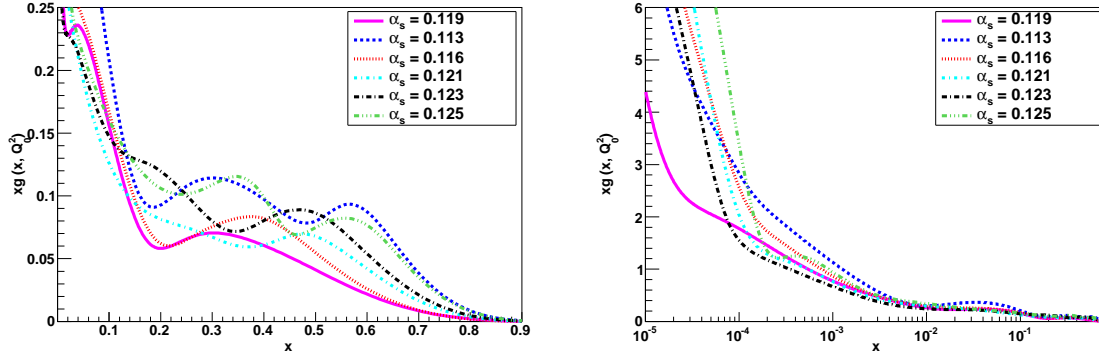 0.25
0.2
0.15
0.1
0.05
0
xg (x, Q₀²)
αₛ = 0.119
αₛ = 0.113
αₛ = 0.116
αₛ = 0.121
αₛ = 0.123
αₛ = 0.125
0.1 0.2 0.3 0.4 0.5 0.6 0.7 0.8 0.9
x
6
5
4
3
2
1
0
xg (x, Q₀²)
αₛ = 0.119
αₛ = 0.113
αₛ = 0.116
αₛ = 0.121
αₛ = 0.123
αₛ = 0.125
10⁻⁵ 10⁻⁴ 10⁻³ 10⁻² 10⁻¹
x